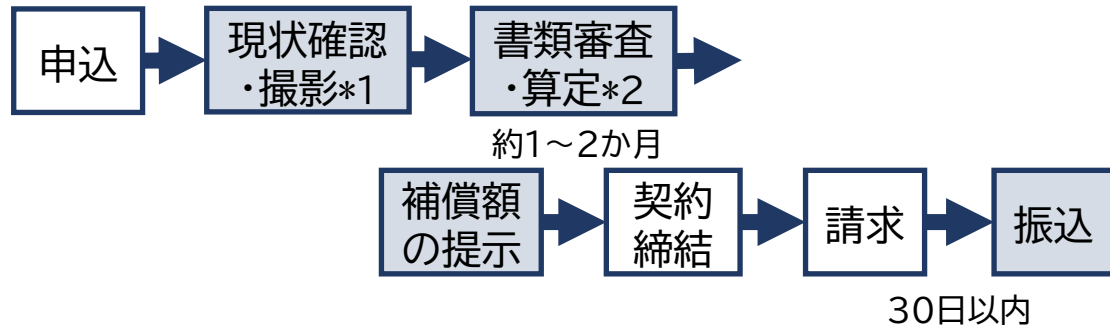 申込
現状確認
・撮影*1
書類審査
・算定*2
約1～2か月
補償額
の提示
契約
締結
請求
振込
30日以内